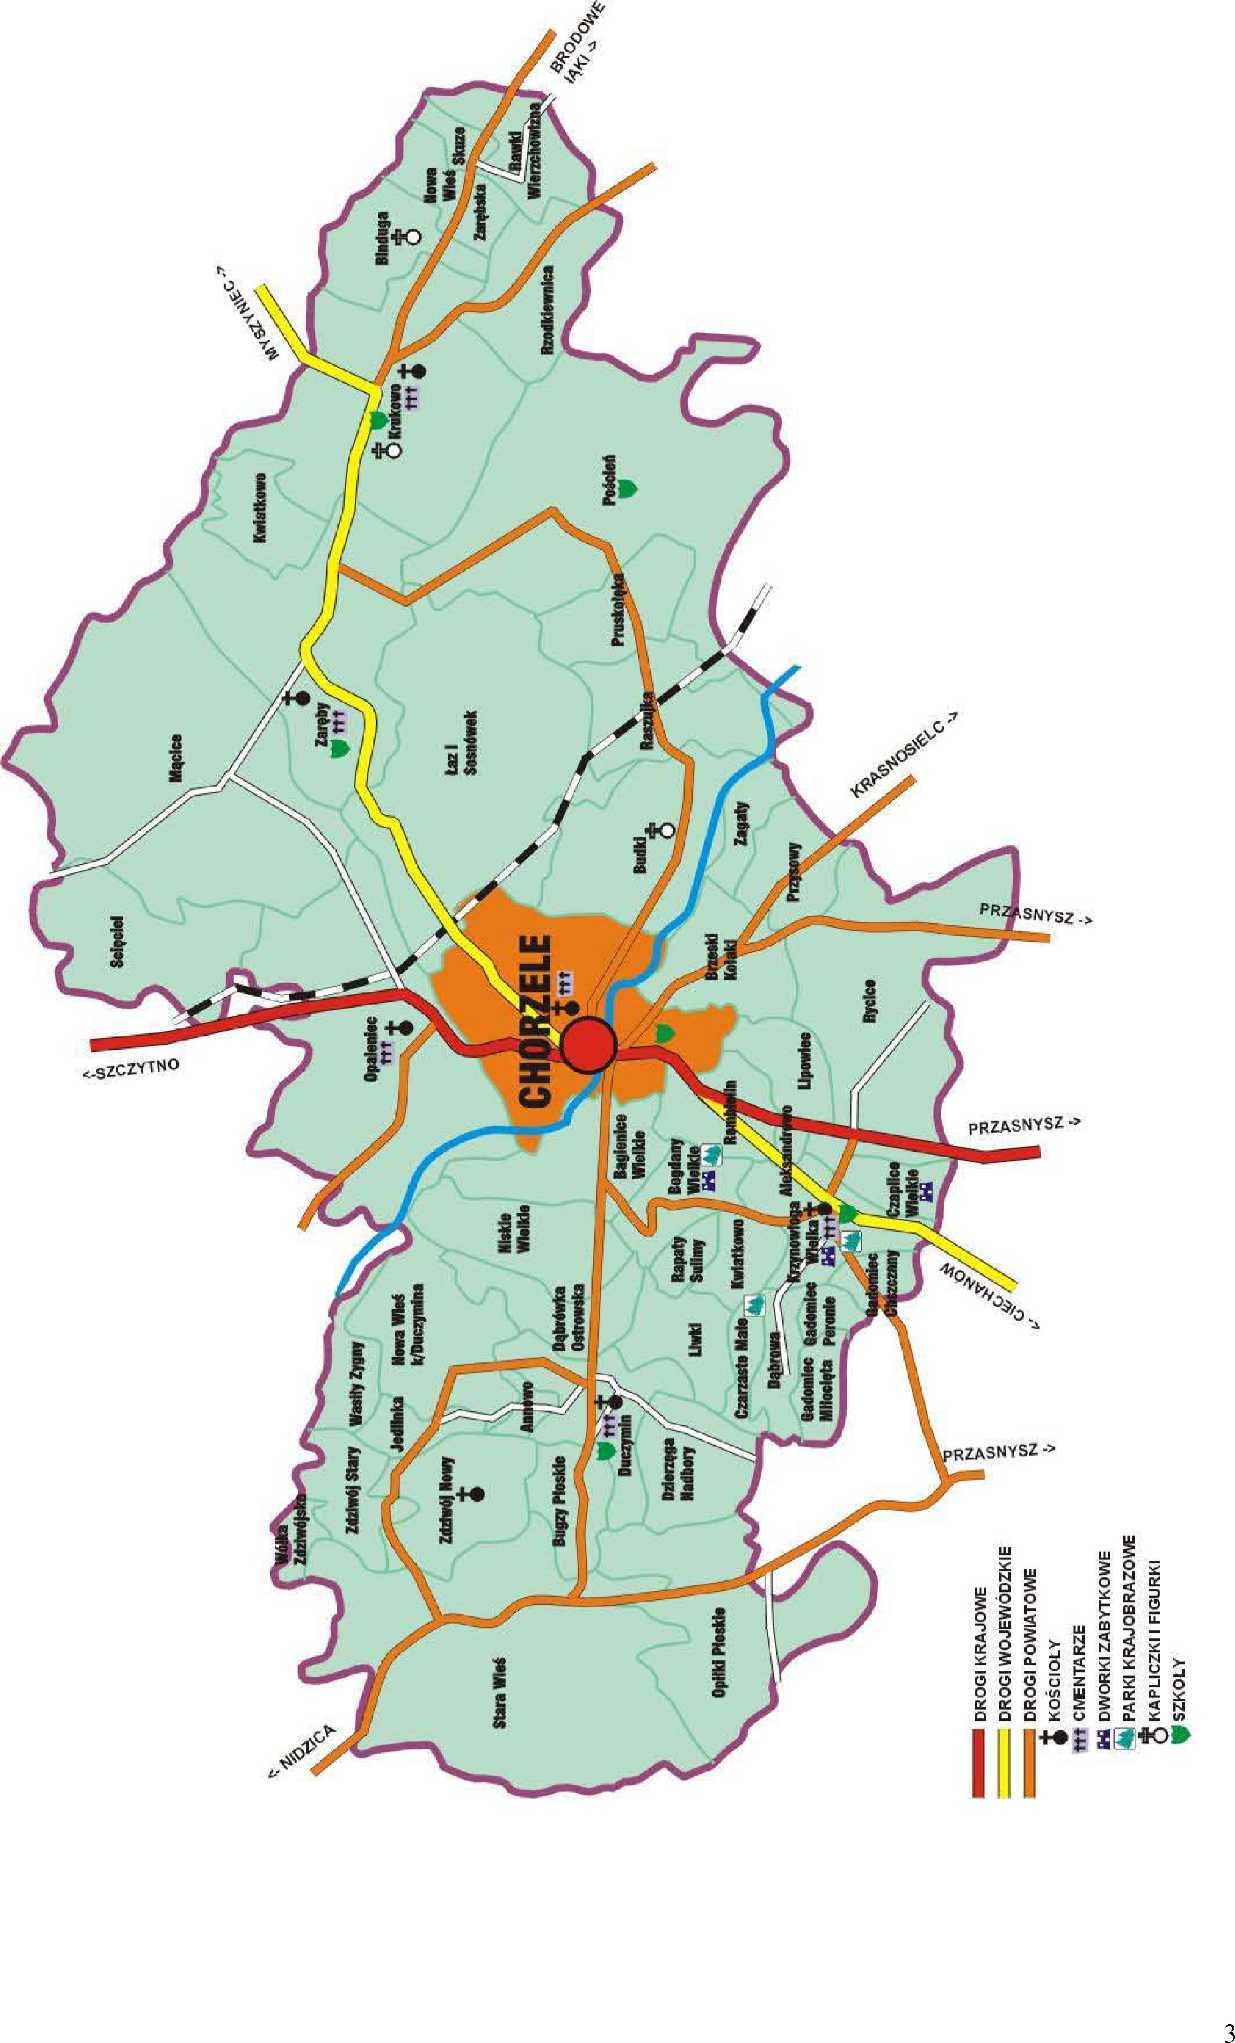 BRODOWE
ŁĄKI ->
MYSZYNIEC ->
Skuze
Nowa
Wieś
Zarębska
Rawki
Wierzchowizna
Binduga
Rzodkiewnica
Krukowo
Kwiatkowo
Poścień
Pruskołęka
Zaręby
Mącice
Łaz i
Sosnówek
Raszujka
KRASNOSIELC ->
Budki
Zagaty
Przysowy
Sełęciel
PRZASNYSZ ->
Brzeski
Kołaki
Rycice
CHORZELE
<-SZCZYTNO
Opaleniec
Lipowiec
PRZASNYSZ ->
Rembielin
Aleksandrowo
Bagienice
Wielkie
Bogdany
Wielkie
Czaplice
Wielkie
Krzynowłoga
Wielka
Niskie
Wielkie
Rapaty
Sulimy
Kwiatkowo
Gadomiec
Chszczany
<- CIECHANÓW
Nowa Wieś
k/Duczymina
Dąbrówka
Ostrowska
Liwki
Gadomiec
Peronie
Czarzaste Małe
Dąbrowa
Gadomiec
Miłocięta
Wasiły Zygny
Jedlinka
Annowo
Duczymin
Dzierzęga
Nadbory
PRZASNYSZ ->
Zdziwój Stary
Zdziwój Nowy
Bugzy Płoskie
Wólka
Zdziwójska
Stara Wieś
Opiłki Płoskie
<- NIDZICA
DROGI KRAJOWE
DROGI WOJEWÓDZKIE
DROGI POWIATOWE
KOŚCIOŁY
CMENTARZE
DWORKI ZABYTKOWE
PARKI KRAJOBRAZOWE
KAPLICZKI I FIGURKI
SZKOŁY
3